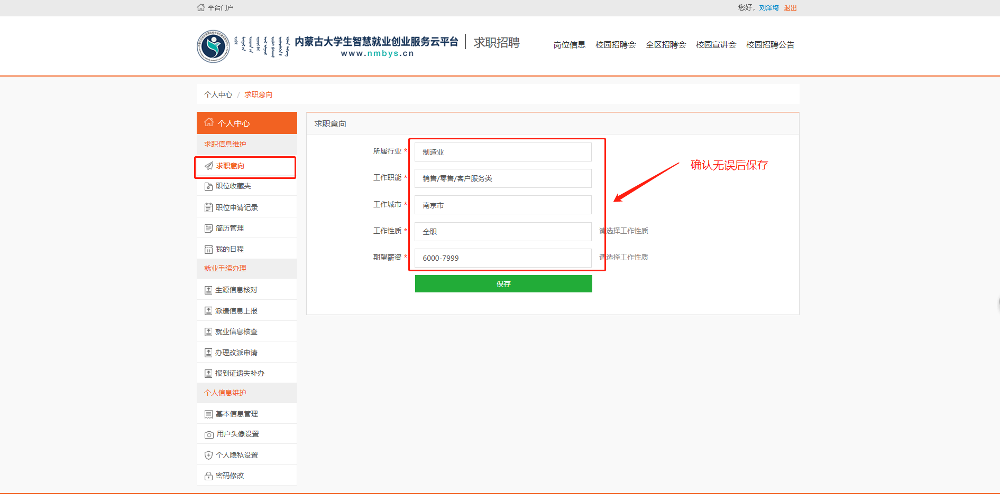 平台门户
您好，刘泽琦 退出
内蒙古大学生智慧就业创业服务云平台
www.nmbys.cn
求职招聘
岗位信息 校园招聘会 全区招聘会 校园宣讲会 校园招聘公告
个人中心 / 求职意向
个人中心
求职信息维护
求职意向
职位收藏夹
职位申请记录
简历管理
我的日程
就业手续办理
生源信息核对
派遣信息上报
就业信息核查
办理改派申请
报到证遗失补办
个人信息维护
基本信息管理
用户头像设置
个人隐私设置
密码修改
求职意向
所属行业 * 制造业
工作职能 * 销售/零售/客户服务类
工作城市 * 南京市
工作性质 * 全职 请选择工作性质
期望薪资 * 6000-7999 请选择工作性质
保存
确认无误后保存